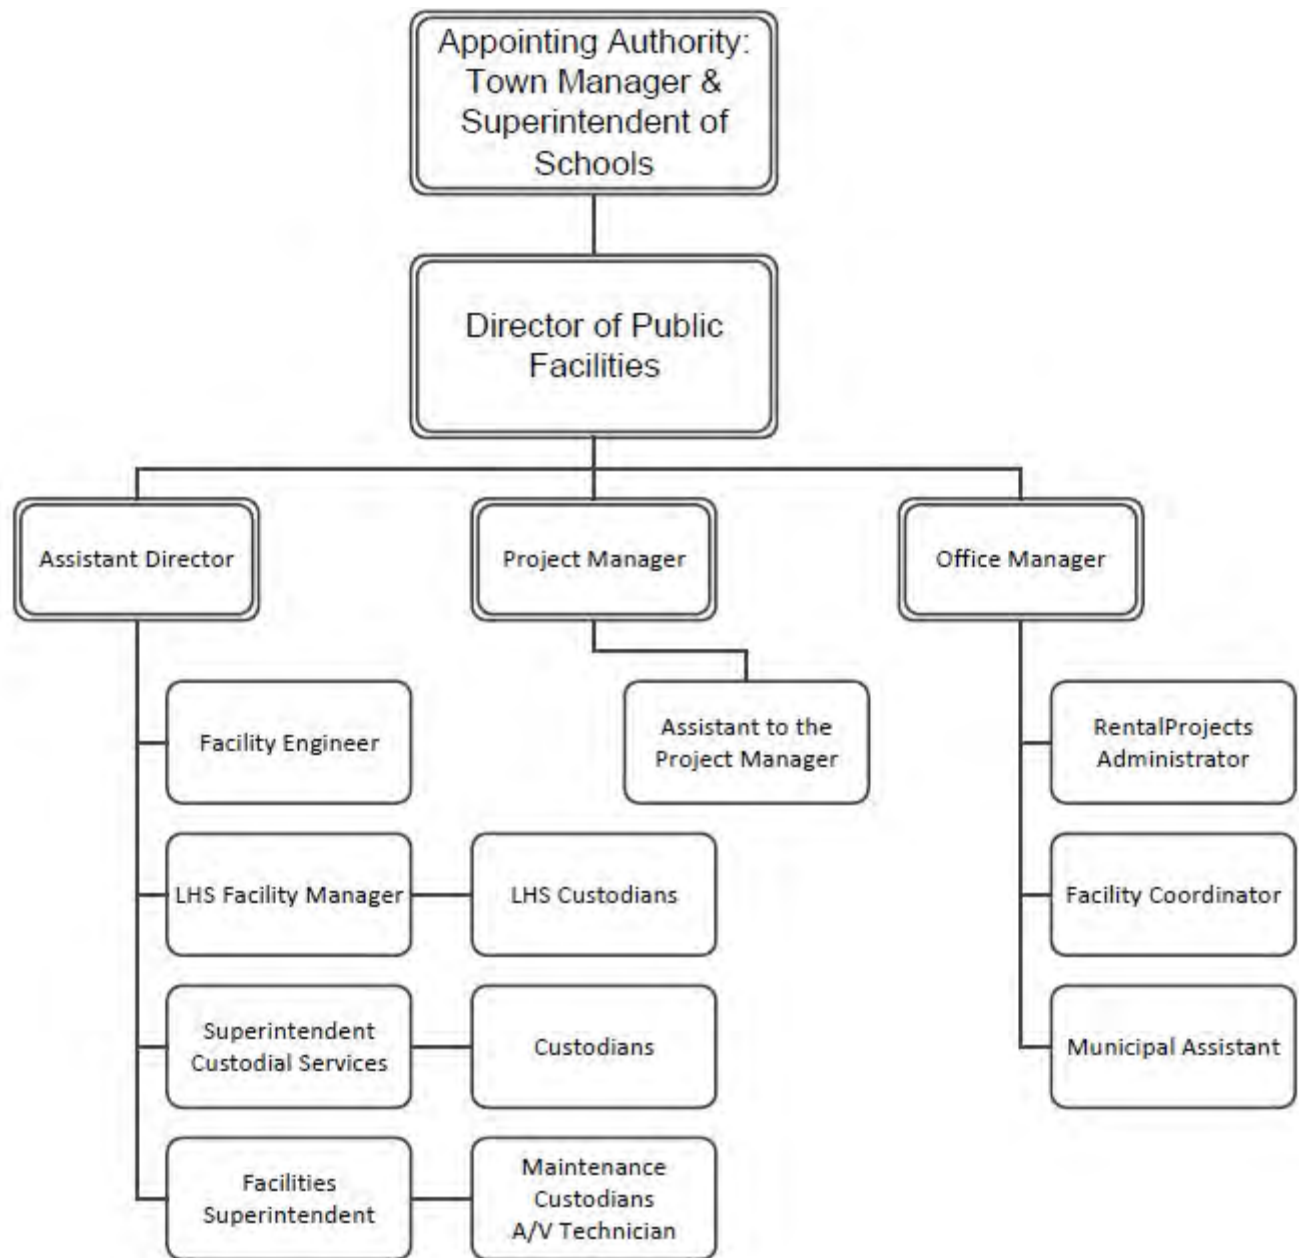 Appointing Authority:
Town Manager &
Superintendent of
Schools
Director of Public
Facilities
Assistant Director
Project Manager
Office Manager
Facility Engineer
Assistant to the
Project Manager
RentalProjects
Administrator
LHS Facility Manager
LHS Custodians
Facility Coordinator
Superintendent
Custodial Services
Custodians
Municipal Assistant
Facilities
Superintendent
Maintenance
Custodians
A/V Technician